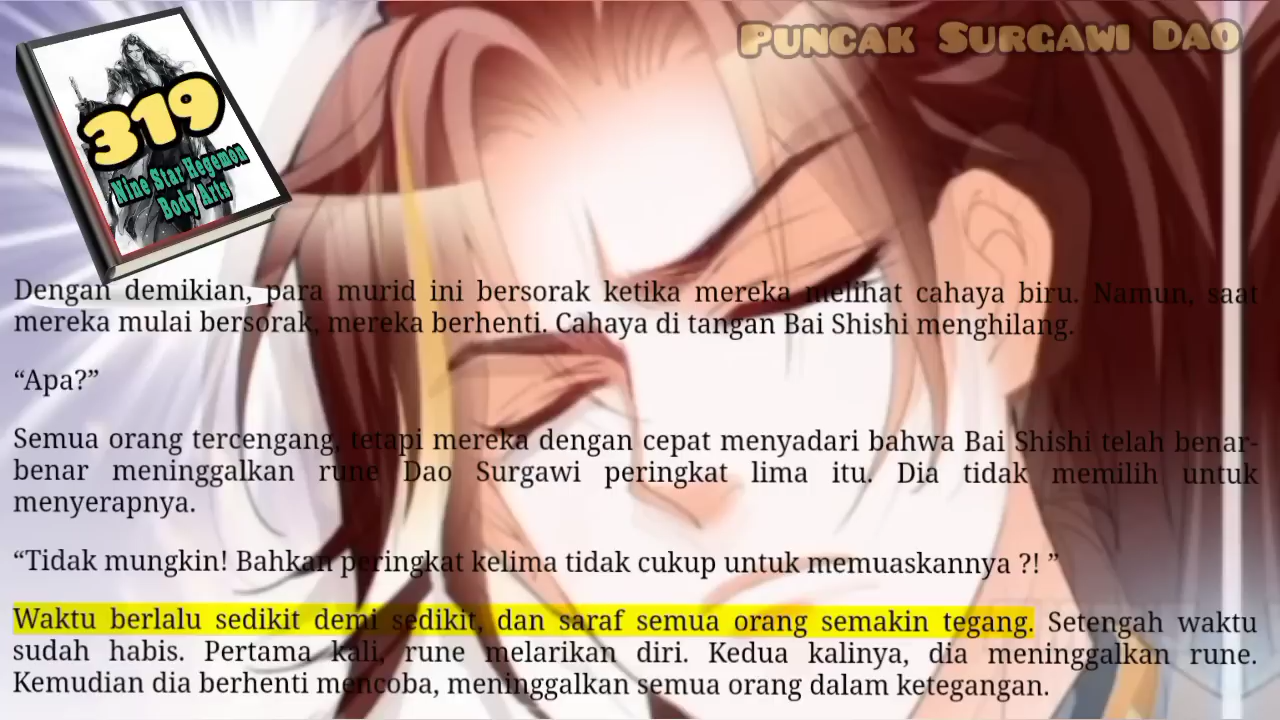 Puncak Surgawi Dao
319
Nine Star Hegemon
Body Arts
Dengan demikian, para murid ini bersorak ketika mereka melihat cahaya biru. Namun, saat
mereka mulai bersorak, mereka berhenti. Cahaya di tangan Bai Shishi menghilang.
“Apa?”
Semua orang tercengang, tetapi mereka dengan cepat menyadari bahwa Bai Shishi telah benar-
benar meninggalkan rune Dao Surgawi peringkat lima itu. Dia tidak memilih untuk
menyerapnya.
“Tidak mungkin! Bahkan peringkat kelima tidak cukup untuk memuaskannya ?! ”
Waktu berlalu sedikit demi sedikit, dan saraf semua orang semakin tegang. Setengah waktu
sudah habis. Pertama kali, rune melarikan diri. Kedua kalinya, dia meninggalkan rune.
Kemudian dia berhenti mencoba, meninggalkan semua orang dalam ketegangan.